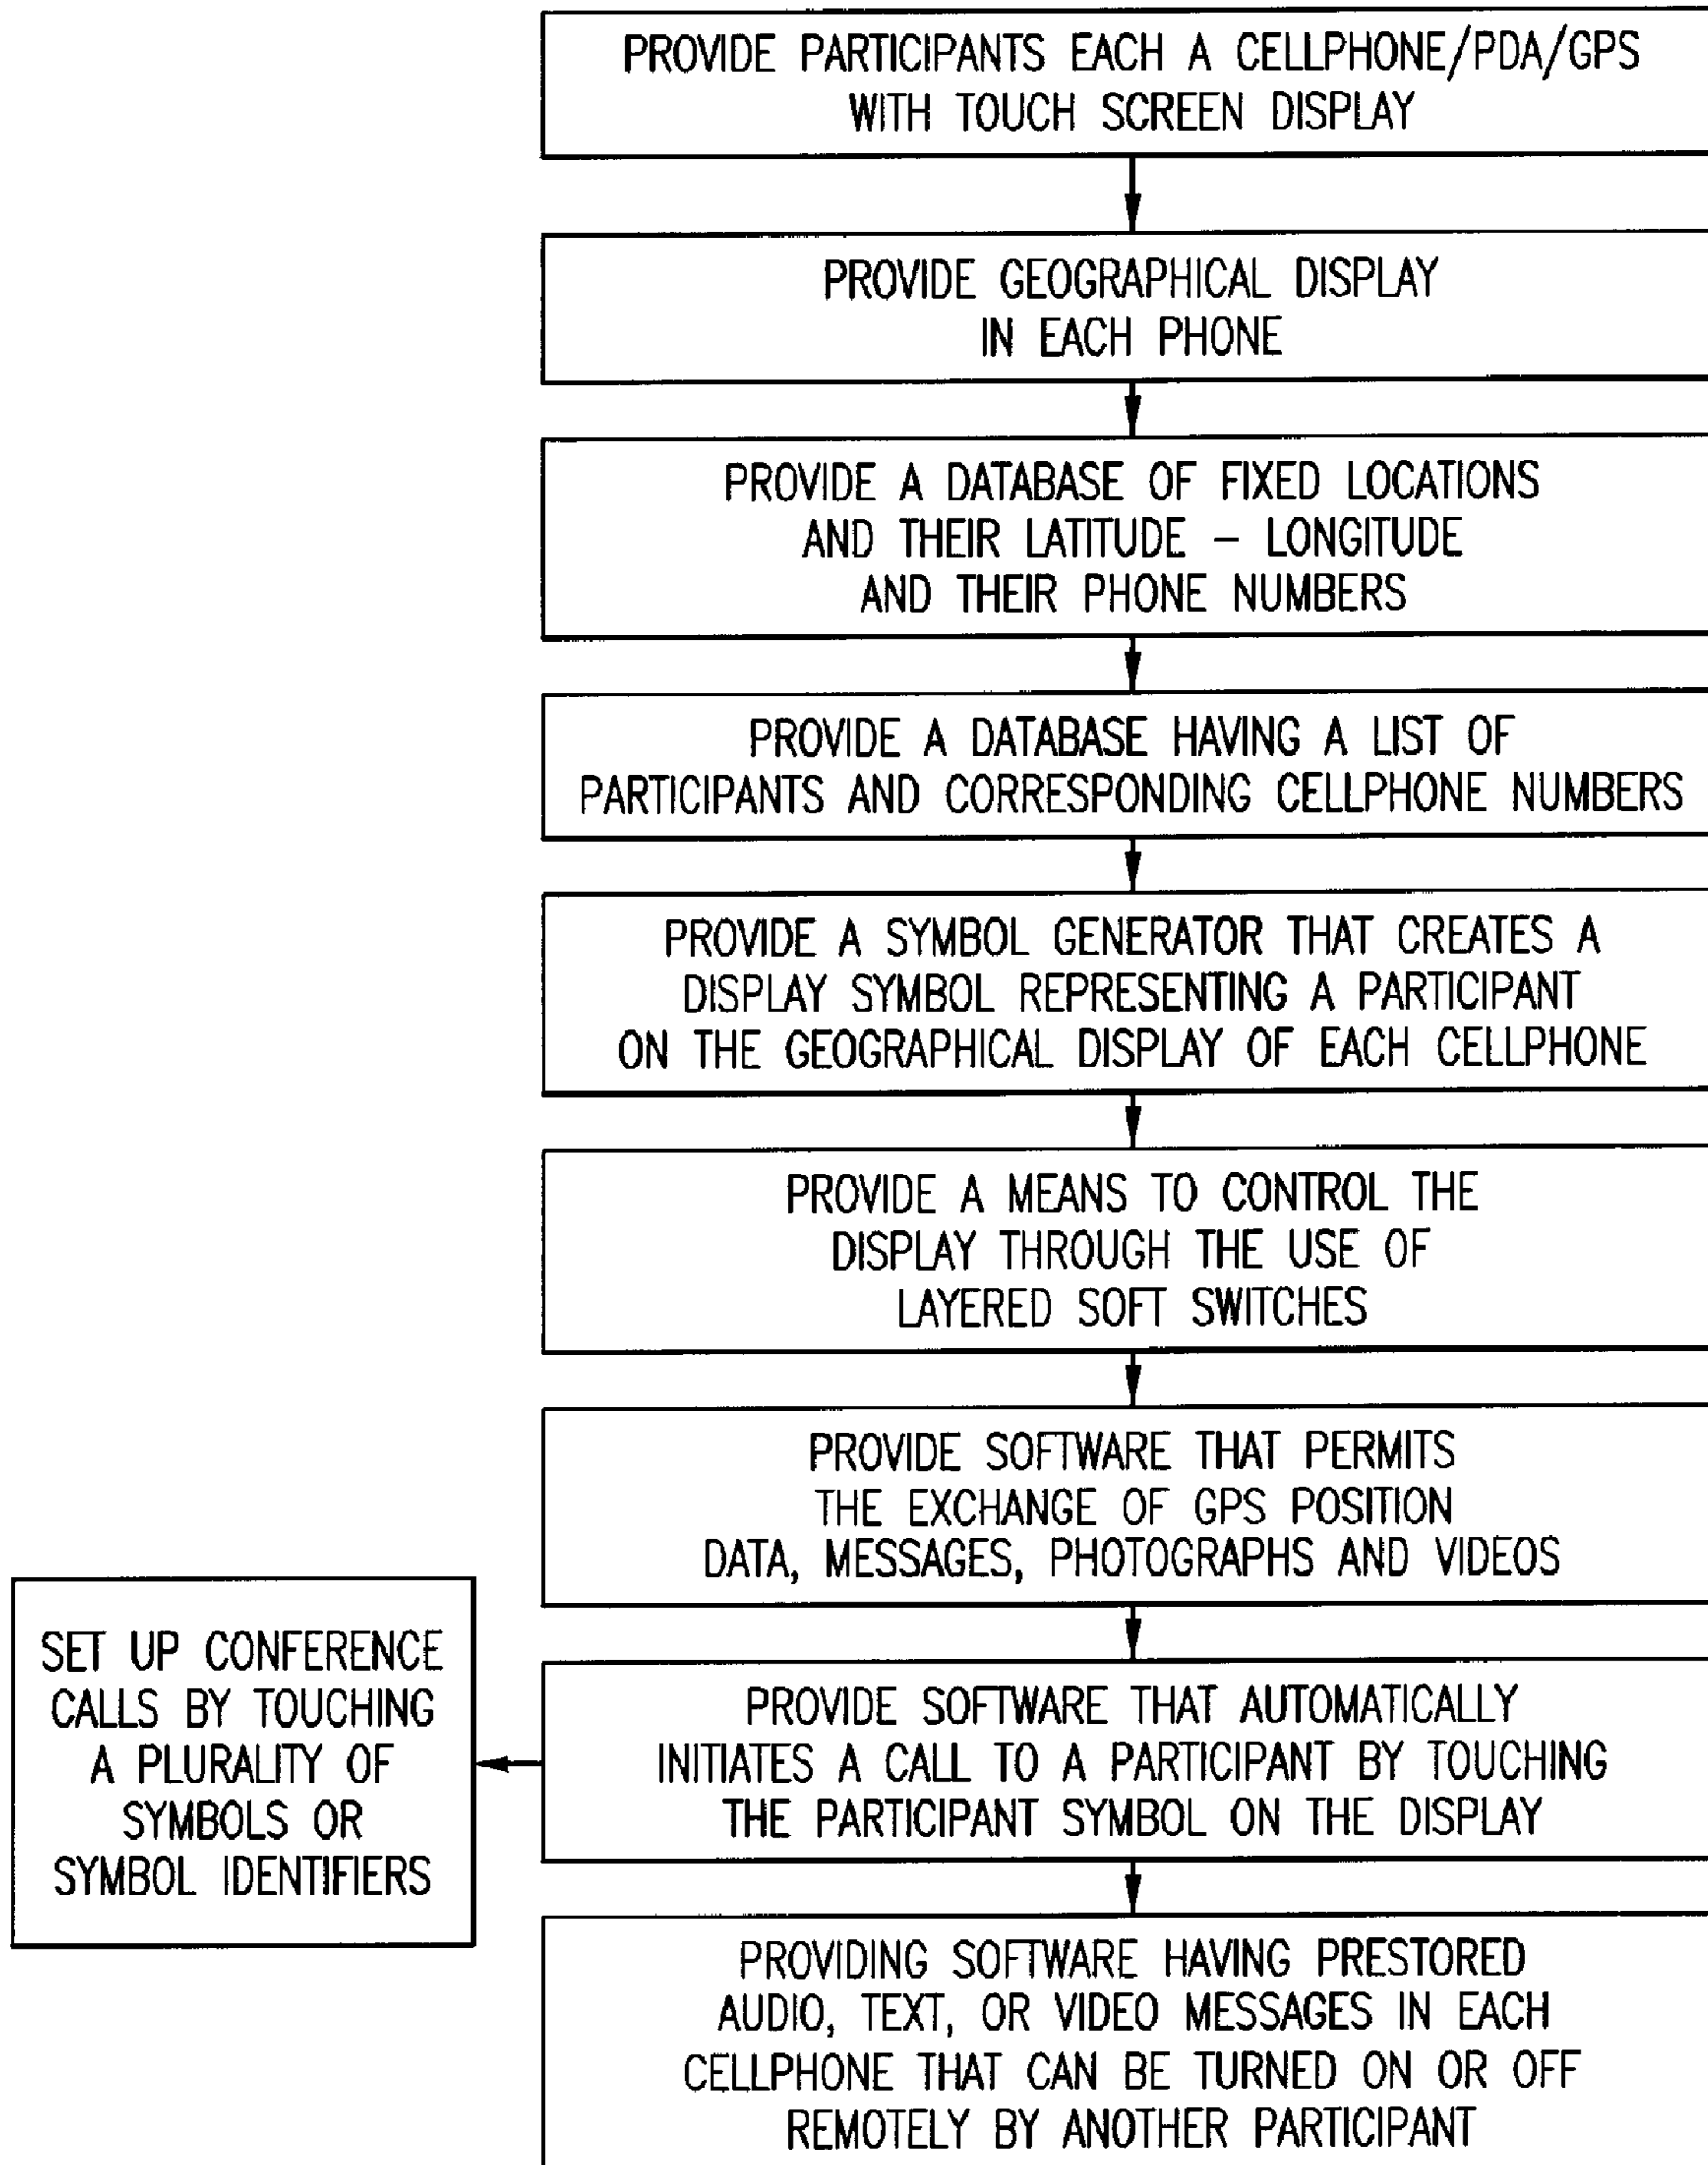 PROVIDE PARTICIPANTS EACH A CELLPHONE/PDA/GPS
WITH TOUCH SCREEN DISPLAY
PROVIDE GEOGRAPHICAL DISPLAY
IN EACH PHONE
PROVIDE A DATABASE OF FIXED LOCATIONS
AND THEIR LATITUDE – LONGITUDE
AND THEIR PHONE NUMBERS
PROVIDE A DATABASE HAVING A LIST OF
PARTICIPANTS AND CORRESPONDING CELLPHONE NUMBERS
PROVIDE A SYMBOL GENERATOR THAT CREATES A
DISPLAY SYMBOL REPRESENTING A PARTICIPANT
ON THE GEOGRAPHICAL DISPLAY OF EACH CELLPHONE
PROVIDE A MEANS TO CONTROL THE
DISPLAY THROUGH THE USE OF
LAYERED SOFT SWITCHES
PROVIDE SOFTWARE THAT PERMITS
THE EXCHANGE OF GPS POSITION
DATA, MESSAGES, PHOTOGRAPHS AND VIDEOS
PROVIDE SOFTWARE THAT AUTOMATICALLY
INITIATES A CALL TO A PARTICIPANT BY TOUCHING
THE PARTICIPANT SYMBOL ON THE DISPLAY
SET UP CONFERENCE
CALLS BY TOUCHING
A PLURALITY OF
SYMBOLS OR
SYMBOL IDENTIFIERS
PROVIDING SOFTWARE HAVING PRESTORED
AUDIO, TEXT, OR VIDEO MESSAGES IN EACH
CELLPHONE THAT CAN BE TURNED ON OR OFF
REMOTELY BY ANOTHER PARTICIPANT